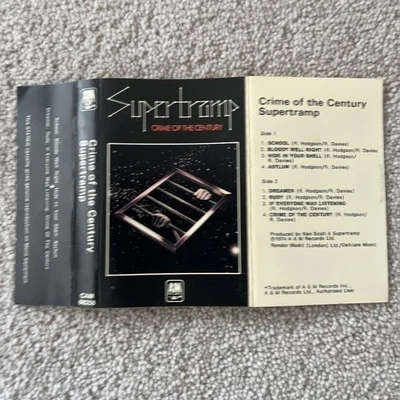 A&M
Supertramp
CRIME OF THE CENTURY
A&M
Crime of the Century
Supertramp
CAM
Crime of the Century
Supertramp
Side 1
1. SCHOOL (R. Hodgson/R. Davies)
2. BLOODY WELL RIGHT (R. Hodgson/R. Davies)
3. HIDE IN YOUR SHELL (R. Hodgson/R. Davies)
4. ASYLUM (R. Hodgson/R. Davies)
Side 2
1. DREAMER (R. Hodgson/R. Davies)
2. RUDY (R. Hodgson/R. Davies)
3. IF EVERYONE WAS LISTENING (R. Hodgson/R. Davies)
4. CRIME OF THE CENTURY (R. Hodgson/
R. Davies)
Produced by Ken Scott & Supertramp
℗1974 A & M Records Ltd.
Rondor Music (London) Ltd/Delicate Music.
*Trademark of A & M Records Inc.,
A & M Records Ltd., Authorised User